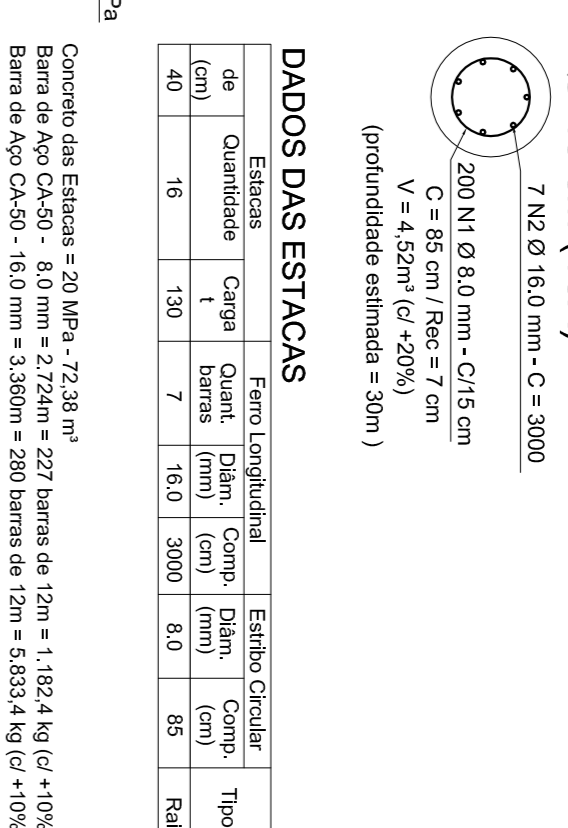 7 N2 Ø 16.0 mm - C = 3000
200 N1 Ø 8.0 mm - C/15 cm
C = 85 cm / Rec = 7 cm
V = 4,52m³ (c/ +20%)
(profundidade estimada = 30m )
DADOS DAS ESTACAS
Estacas Ferro Longitudinal Estribo Circular
de (cm) Quantidade Carga t Quant. barras Diâm. (mm) Comp. (cm) Diâm. (mm) Comp. (cm) Tipo
40 16 130 7 16.0 3000 8.0 85 Rai
Pa
Concreto das Estacas = 20 MPa - 72,38 m³
Barra de Aço CA-50 - 8.0 mm = 2.724m = 227 barras de 12m = 1.182,4 kg (c/ +10%
Barra de Aço CA-50 - 16.0 mm = 3.360m = 280 barras de 12m = 5.833,4 kg (c/ +10%